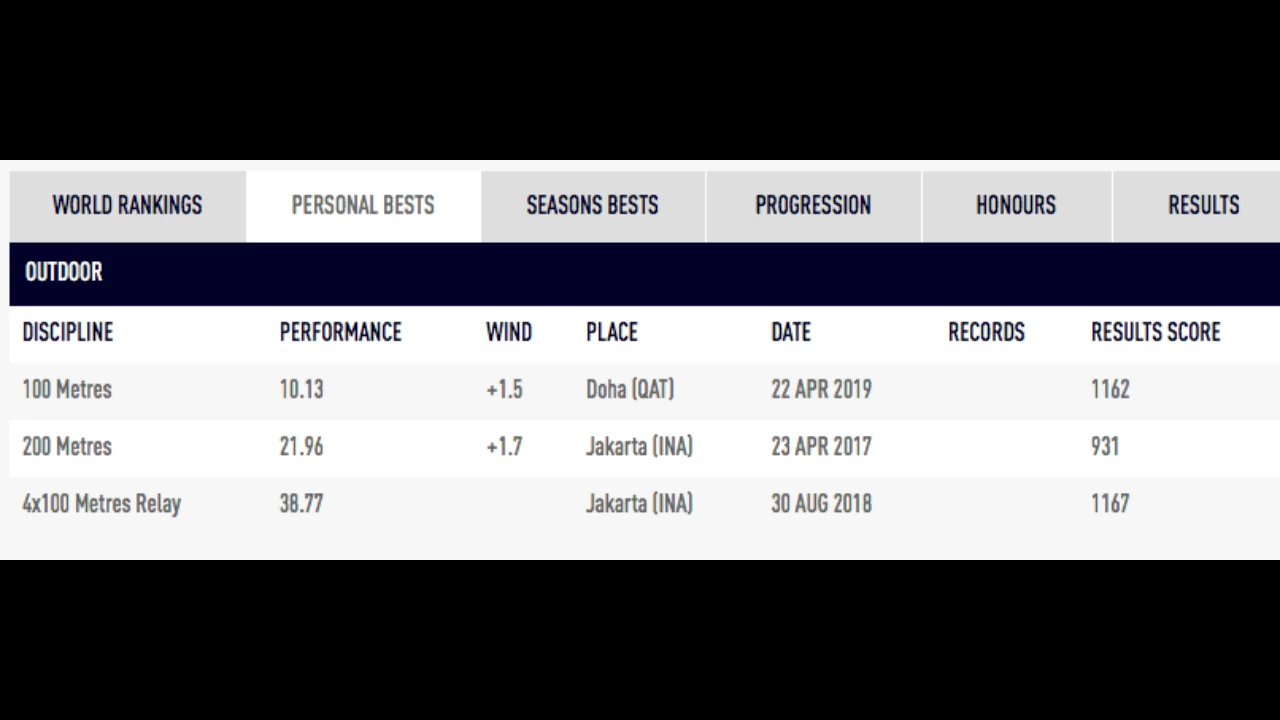 WORLD RANKINGS PERSONAL BESTS SEASONS BESTS PROGRESSION HONOURS RESULTS
OUTDOOR
DISCIPLINE PERFORMANCE WIND PLACE DATE RECORDS RESULTS SCORE
100 Metres 10.13 +1.5 Doha (QAT) 22 APR 2019 1162
200 Metres 21.96 +1.7 Jakarta (INA) 23 APR 2017 931
4x100 Metres Relay 38.77 Jakarta (INA) 30 AUG 2018 1167